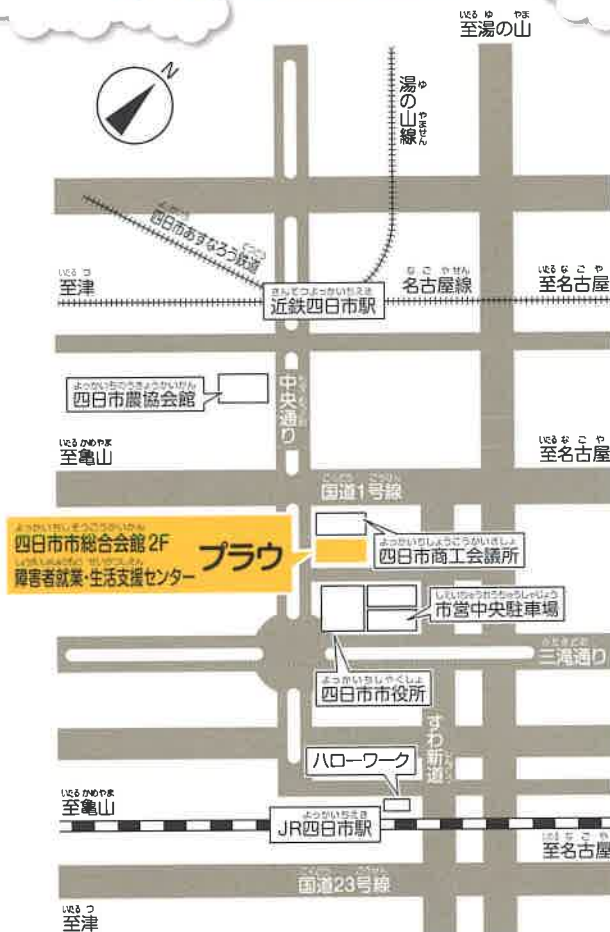 至湯の山
N
湯の山線
四日市あすなろう鉄道
至津
近鉄四日市駅
名古屋線
至名古屋
四日市農協会館
中央通り
至亀山
至名古屋
国道1号線
四日市市総合会館2F
障害者就業・生活支援センター
プラウ
四日市商工会議所
市営中央駐車場
三滝通り
四日市市役所
すわ新道
ハローワーク
至亀山
JR四日市駅
至名古屋
国道23号線
至津